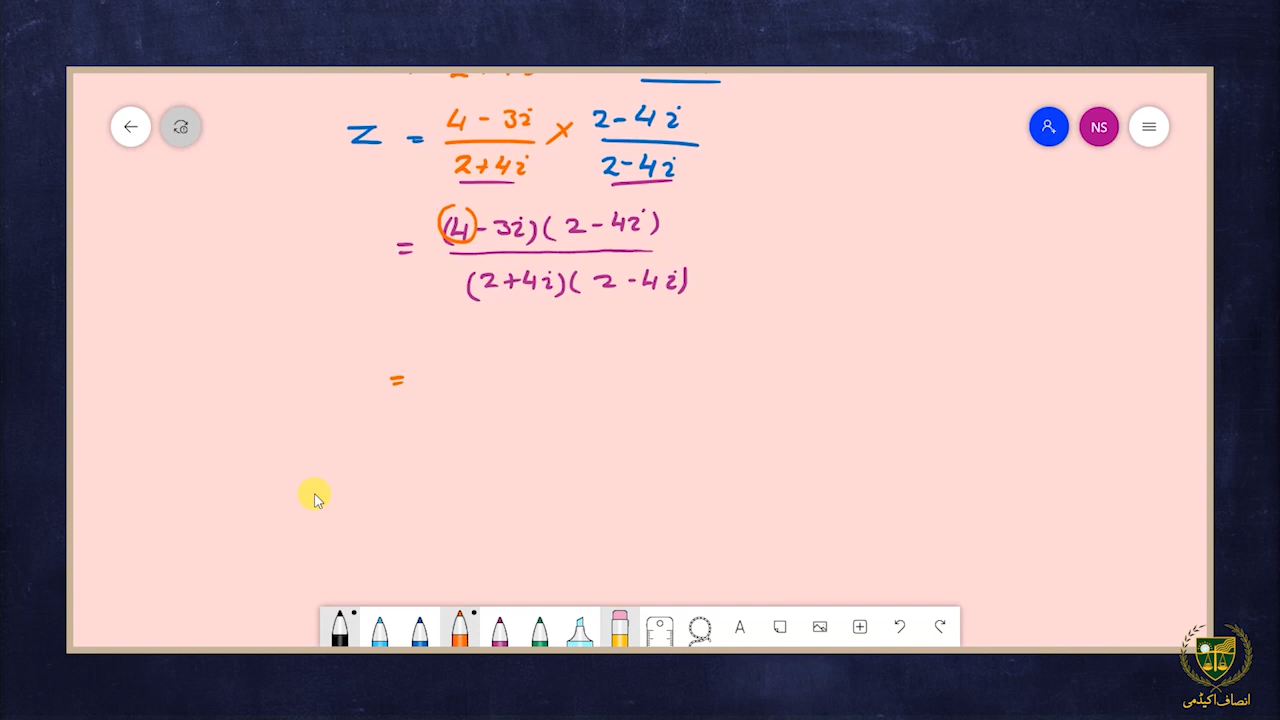 Z = 4 - 3i / 2 + 4i × 2 - 4i / 2 - 4i
NS
= (4 - 3i)(2 - 4i) / (2 + 4i)(2 - 4i)
=
A
انصاف اکیڈمی